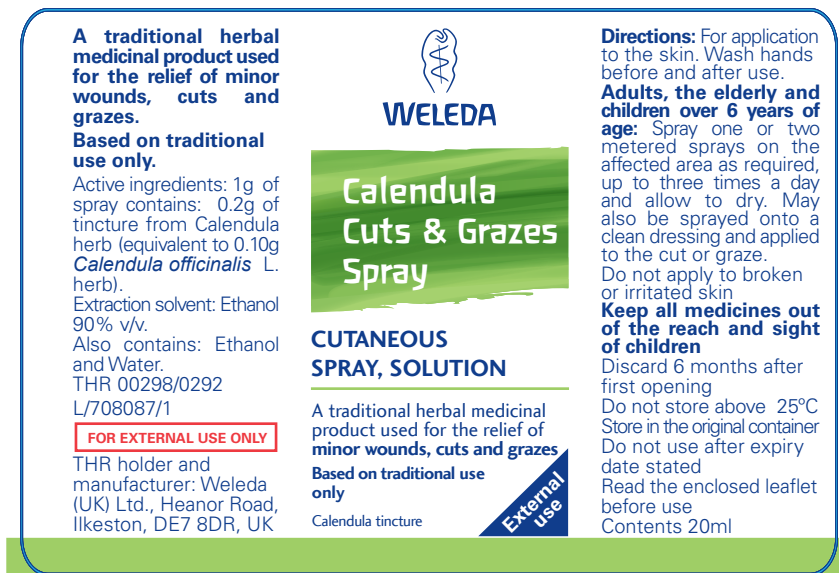 A traditional herbal
medicinal product used
for the relief of minor
wounds, cuts and
grazes.
Based on traditional
use only.
Active ingredients: 1g of
spray contains: 0.2g of
tincture from Calendula
herb (equivalent to 0.10g
Calendula officinalis L.
herb).
Extraction solvent: Ethanol
90% v/v.
Also contains: Ethanol
and Water.
THR 00298/0292
L/708087/1
FOR EXTERNAL USE ONLY
THR holder and
manufacturer: Weleda
(UK) Ltd., Heanor Road,
Ilkeston, DE7 8DR, UK
WELEDA
Calendula
Cuts & Grazes
Spray
CUTANEOUS
SPRAY, SOLUTION
A traditional herbal medicinal
product used for the relief of
minor wounds, cuts and grazes
Based on traditional use
only
Calendula tincture
External
use
Directions: For application
to the skin. Wash hands
before and after use.
Adults, the elderly and
children over 6 years of
age: Spray one or two
metered sprays on the
affected area as required,
up to three times a day
and allow to dry. May
also be sprayed onto a
clean dressing and applied
to the cut or graze.
Do not apply to broken
or irritated skin
Keep all medicines out
of the reach and sight
of children
Discard 6 months after
first opening
Do not store above 25ºC
Store in the original container
Do not use after expiry
date stated
Read the enclosed leaflet
before use
Contents 20ml